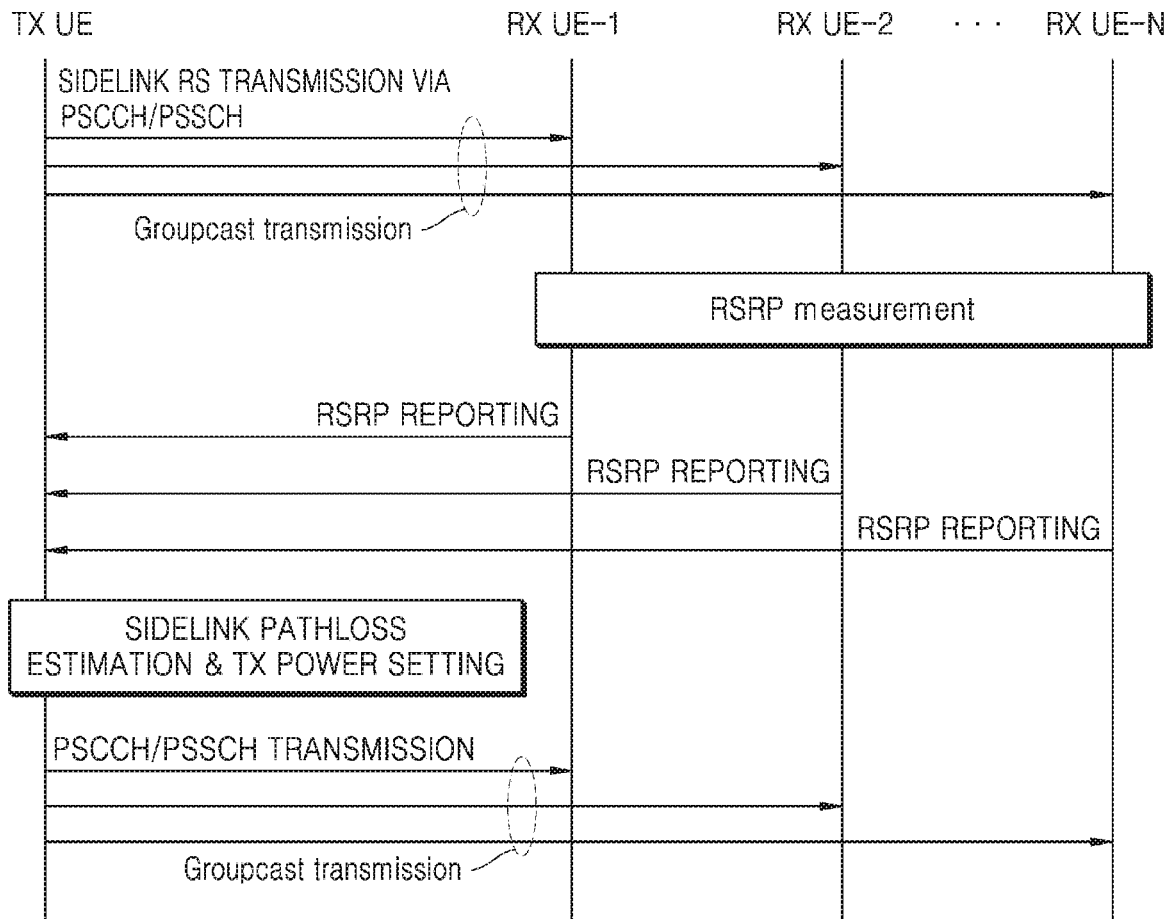 TX UE RX UE-1 RX UE-2 ··· RX UE-N
SIDELINK RS TRANSMISSION VIA
PSCCH/PSSCH
Groupcast transmission
RSRP measurement
RSRP REPORTING
RSRP REPORTING
RSRP REPORTING
SIDELINK PATHLOSS
ESTIMATION & TX POWER SETTING
PSCCH/PSSCH TRANSMISSION
Groupcast transmission